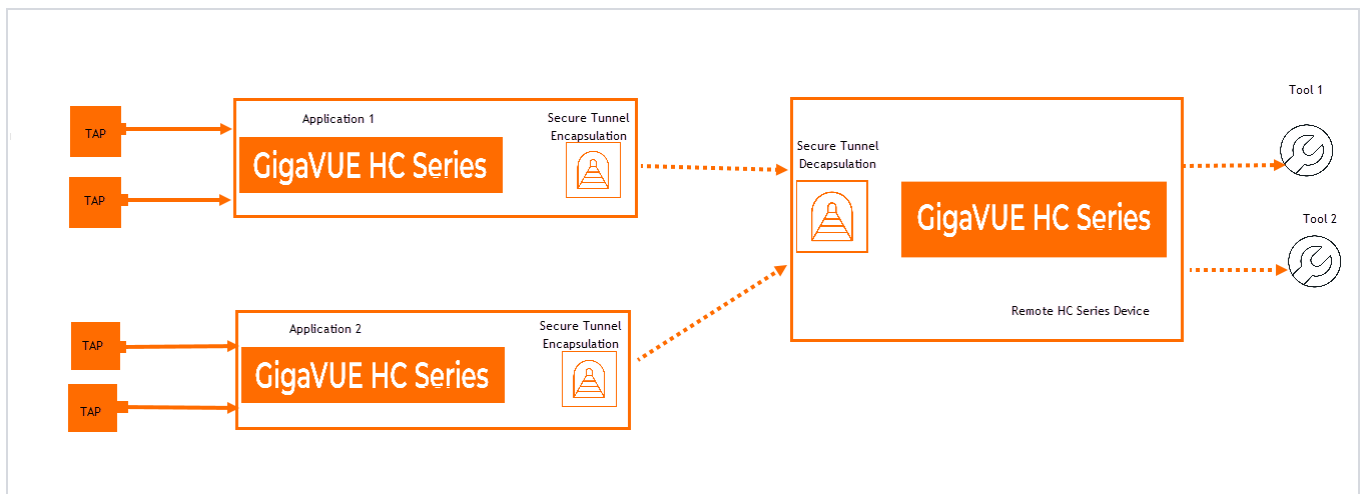 TAP
TAP
Application 1
Secure Tunnel
Encapsulation
GigaVUE HC Series
TAP
TAP
Application 2
Secure Tunnel
Encapsulation
GigaVUE HC Series
Secure Tunnel
Decapsulation
GigaVUE HC Series
Remote HC Series Device
Tool 1
Tool 2